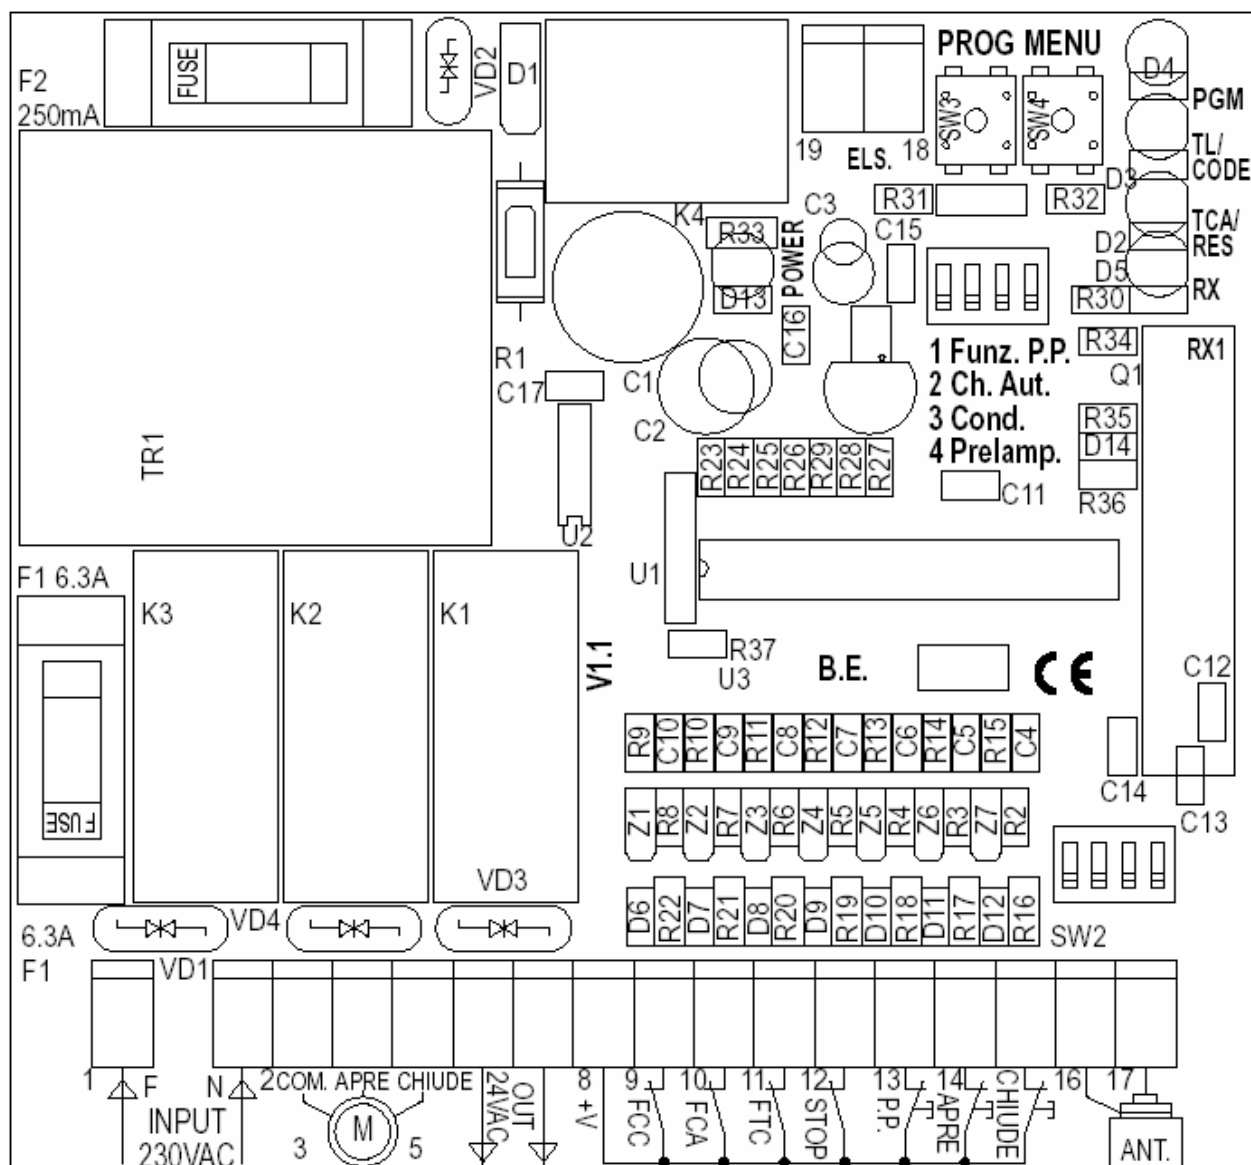 F2
250mA
FUSE
VD2
D1
19
ELS.
18
PROG MENU
SW3
SW4
D4
PGM
TL/
CODE
D3
TCA/
RES
D2
D5
RX
R31
R32
K4
R33
POWER
D13
C3
C15
C16
R30
R34
RX1
Q1
1 Funz. P.P.
2 Ch. Aut.
3 Cond.
4 Prelamp.
R35
D14
R36
R1
C17
C1
C2
TR1
R23
R24
R25
R26
R29
R28
R27
C11
U2
U1
F1 6.3A
K3
K2
K1
V1.1
R37
U3
B.E.
CE
C12
R9
C10
R10
C9
R11
C8
R12
C7
R13
C6
R14
C5
R15
C4
C14
C13
FUSE
Z1
R8
Z2
R7
Z3
R6
Z4
R5
Z5
R4
Z6
R3
Z7
R2
VD3
D6
R22
D7
R21
D8
R20
D9
R19
D10
R18
D11
R17
D12
R16
SW2
6.3A
VD4
F1
VD1
1
F
N
2
COM. APRE CHIUDE
24VAC
OUT
8
+V
9
FCC
10
FCA
11
FTC
12
STOP
13
P.P.
14
APRE
CHIUDE
16
17
INPUT
230VAC
3
M
5
ANT.